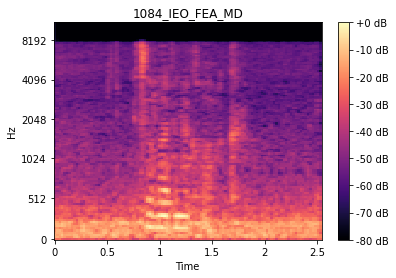 1084_IEO_FEA_MD
8192
4096
2048
1024
512
0
Hz
0
0.5
1
1.5
2
2.5
Time
+0 dB
-10 dB
-20 dB
-30 dB
-40 dB
-50 dB
-60 dB
-70 dB
-80 dB